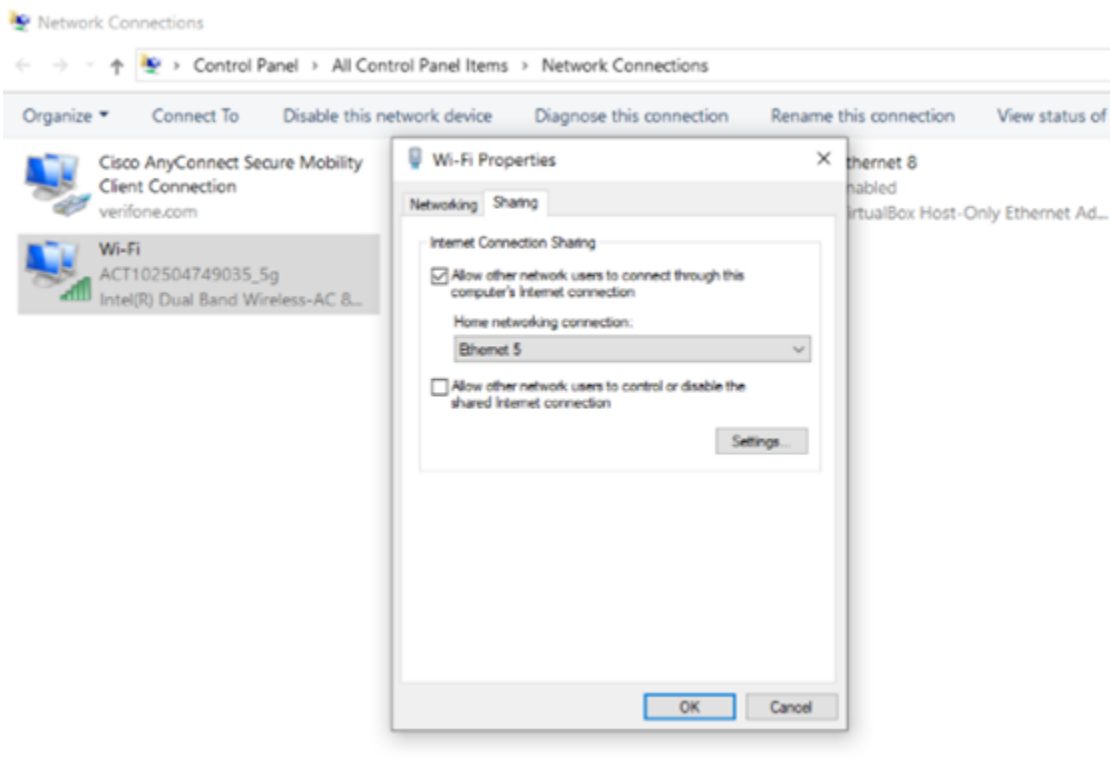 Network Connections
Control Panel > All Control Panel Items > Network Connections
Organize Connect To Disable this network device Diagnose this connection Rename this connection View status of
Cisco AnyConnect Secure Mobility
Client Connection
verifone.com
Wi-Fi
ACT102504749035_5g
Intel(R) Dual Band Wireless-AC 8...
thernet 8
nabled
irtualBox Host-Only Ethernet Ad...
Wi-Fi Properties
Networking Sharing
Internet Connection Sharing
Allow other network users to connect through this
computer's Internet connection
Home networking connection:
Ethernet 5
Allow other network users to control or disable the
shared Internet connection
Settings...
OK Cancel